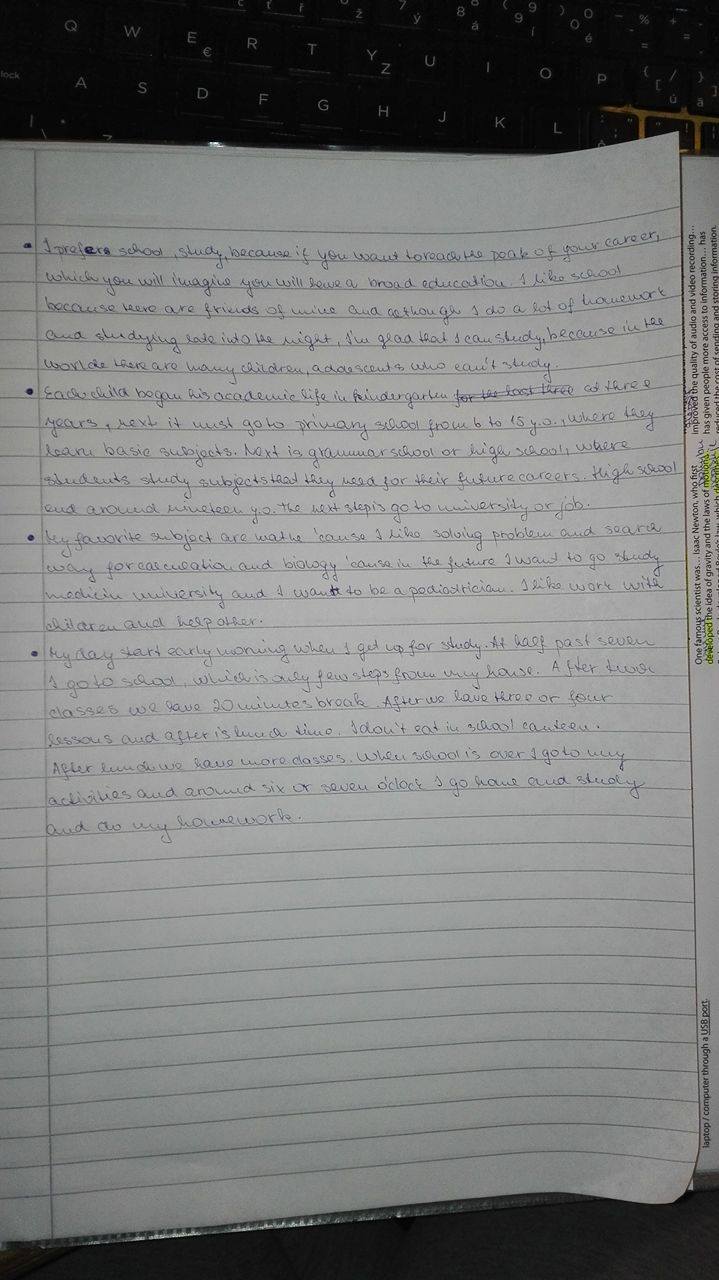 Q W E R T Y U I O P
€ Z
lock A S D F G H J K L
• I prefers school, study, because if you want to reach the peak of your career,
which you will imagine you will have a broad education. I like school
because there are friends of mine and although I do a lot of homework
and studying late into the night, I'm glad that I can study, because in the
worlde there are many children, adolescents who can't study.
• Each child began his academic life in kindergarten for the last three at three
years, next it must go to primary school from 6 to 15 y.o., where they
learn basic subjects. Next is grammar school or high school, where
students study subjects that they need for their future careers. High school
end around nineteen y.o. The next step is go to university or job.
• My favorite subject are maths 'cause I like solving problem and search
way for calculation and biology 'cause in the future I want to go study
medicin university and I want to be a podiatrician. I like work with
children and help other.
• My day start early morning when I get up for study. At half past seven
I go to school, which is only few steps from my house. After two
classes we have 20 minutes break. After we have three or four
lessons and after is lunch time. I don't eat in school canteen.
After lunch we have more classes. When school is over I go to my
activities and around six or seven o'clock I go home and study
and do my homework.
improved the quality of audio and video recording...
has given people more access to information... has
reduced the cost of sending and storing information.
One famous scientist was... Isaac Newton, who first
developed the idea of gravity and the laws of motion.
laptop / computer through a USB port.